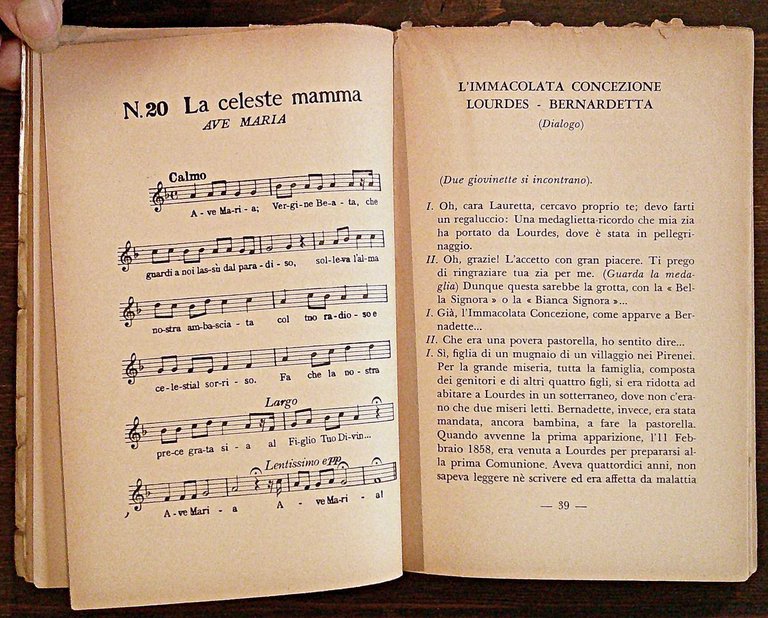 N.20 La celeste mamma
AVE MARIA
Calmo
A - ve Ma-ri - a; Ver-gi-ne Be-a - ta, che
guardi a noi las-sù dal para-di - so, sol-le-va l'al-ma
no-stra am-ba-scia - ta col tuo ra-dio-so e
ce-le-stial sor-ri - so. Fa che la no-stra
Largo
pre-ce gra-ta si-a al Fi-glio Tuo Di-vin...
Lentissimo e pp
A-ve Mari - a A - ve Ma-ri-a!
L'IMMACOLATA CONCEZIONE
LOURDES - BERNARDETTA
(Dialogo)
(Due giovinette si incontrano).
I. Oh, cara Lauretta, cercavo proprio te; devo farti
un regaluccio: Una medaglietta-ricordo che mia zia
ha portato da Lourdes, dove è stata in pellegri-
naggio.
II. Oh, grazie! L'accetto con gran piacere. Ti prego
di ringraziare tua zia per me. (Guarda la meda-
glia) Dunque questa sarebbe la grotta, con la « Bel-
la Signora » o la « Bianca Signora »...
I. Già, l'Immacolata Concezione, come apparve a Ber-
nadette...
II. Che era una povera pastorella, ho sentito dire...
I. Sì, figlia di un mugnaio di un villaggio nei Pirenei.
Per la grande miseria, tutta la famiglia, composta
dei genitori e di altri quattro figli, si era ridotta ad
abitare a Lourdes in un sotterraneo, dove non c'era-
no che due miseri letti. Bernadette, invece, era stata
mandata, ancora bambina, a fare la pastorella.
Quando avvenne la prima apparizione, l'11 Feb-
braio 1858, era venuta a Lourdes per prepararsi al-
la prima Comunione. Aveva quattordici anni, non
sapeva leggere nè scrivere ed era affetta da malattia
— 39 —